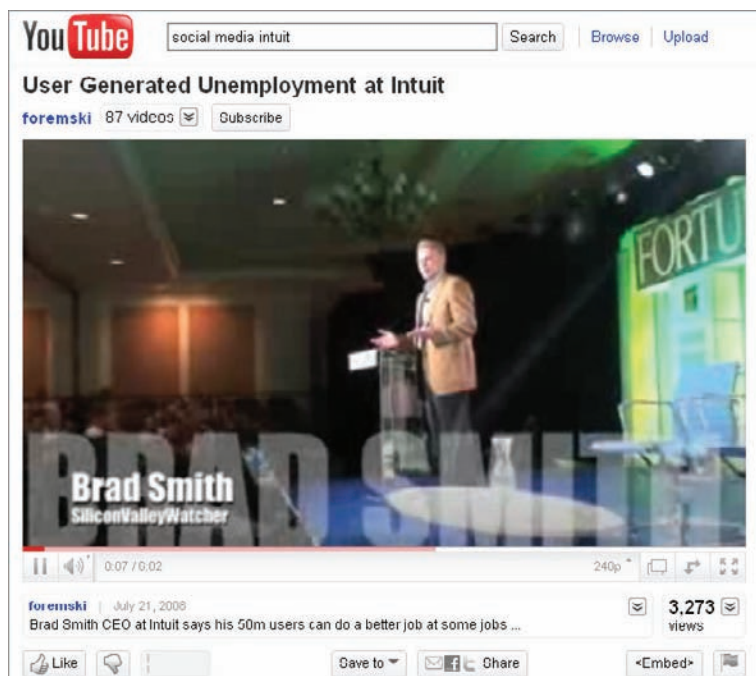 YouTube social media intuit Search Browse Upload
User Generated Unemployment at Intuit
foremski 87 videos Subscribe
FORTU
BRAD SMITH
Brad Smith
SiliconValleyWatcher
0:07 / 6:02 240p
foremski | July 21, 2008 3,273
Brad Smith CEO at Intuit says his 50m users can do a better job at some jobs ... views
Like Save to Share <Embed>